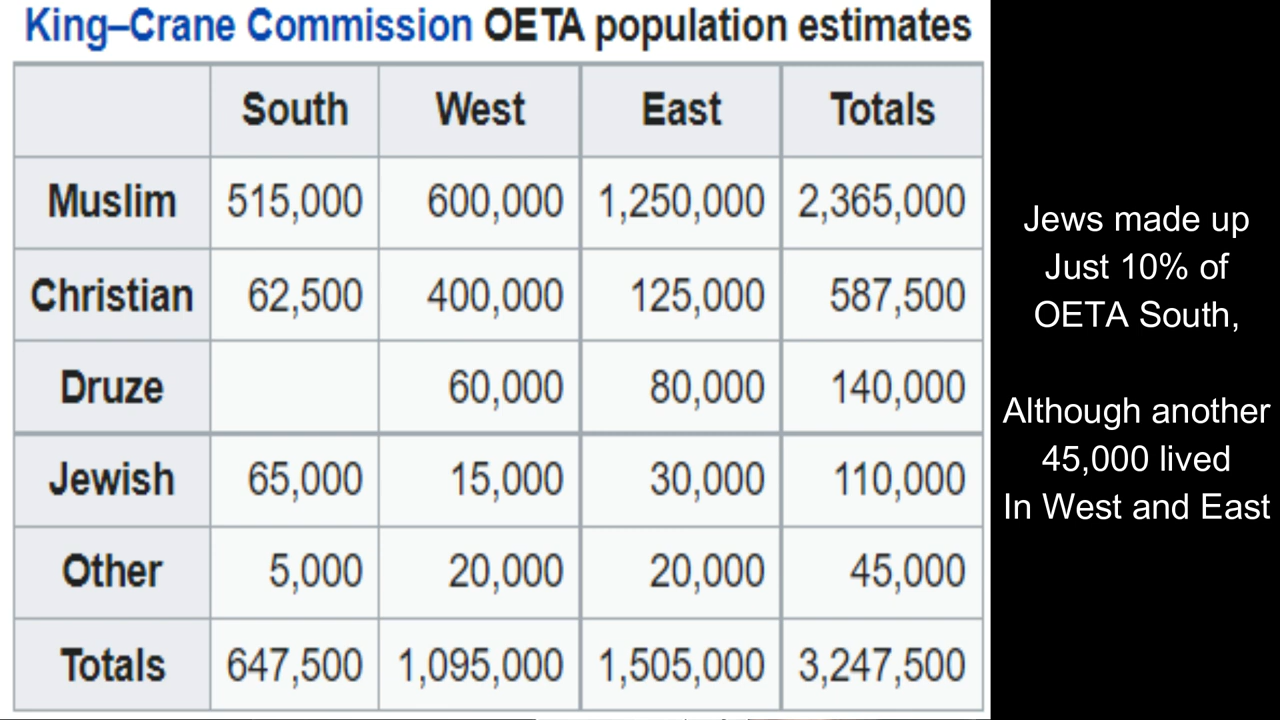 King–Crane Commission OETA population estimates
South West East Totals
Muslim 515,000 600,000 1,250,000 2,365,000
Christian 62,500 400,000 125,000 587,500
Druze 60,000 80,000 140,000
Jewish 65,000 15,000 30,000 110,000
Other 5,000 20,000 20,000 45,000
Totals 647,500 1,095,000 1,505,000 3,247,500
Jews made up
Just 10% of
OETA South,
Although another
45,000 lived
In West and East